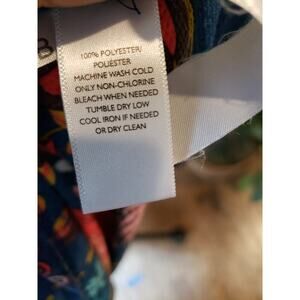 8
100% POLYESTER/
POLIESTER
MACHINE WASH COLD
ONLY NON-CHLORINE
BLEACH WHEN NEEDED
TUMBLE DRY LOW
COOL IRON IF NEEDED
OR DRY CLEAN